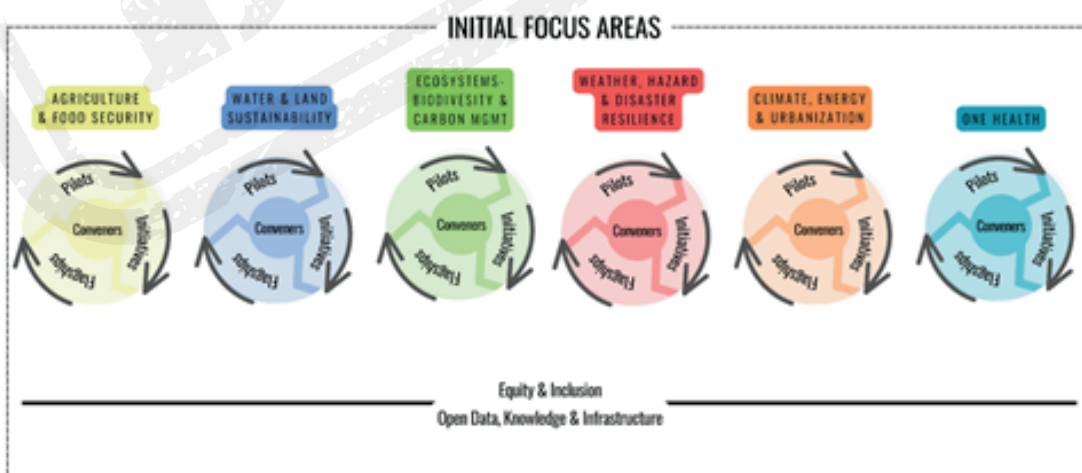 INITIAL FOCUS AREAS
AGRICULTURE
& FOOD SECURITY
WATER & LAND
SUSTAINABILITY
ECOSYSTEMS-
BIODIVESITY &
CARBON MGMT
WEATHER, HAZARD
& DISASTER
RESILIENCE
CLIMATE, ENERGY
& URBANIZATION
ONE HEALTH
Pilots
Conveners
Initiatives
Flagships
Pilots
Conveners
Initiatives
Flagships
Pilots
Conveners
Initiatives
Flagships
Pilots
Conveners
Initiatives
Flagships
Pilots
Conveners
Initiatives
Flagships
Pilots
Conveners
Initiatives
Flagships
Equity & Inclusion
Open Data, Knowledge & Infrastructure